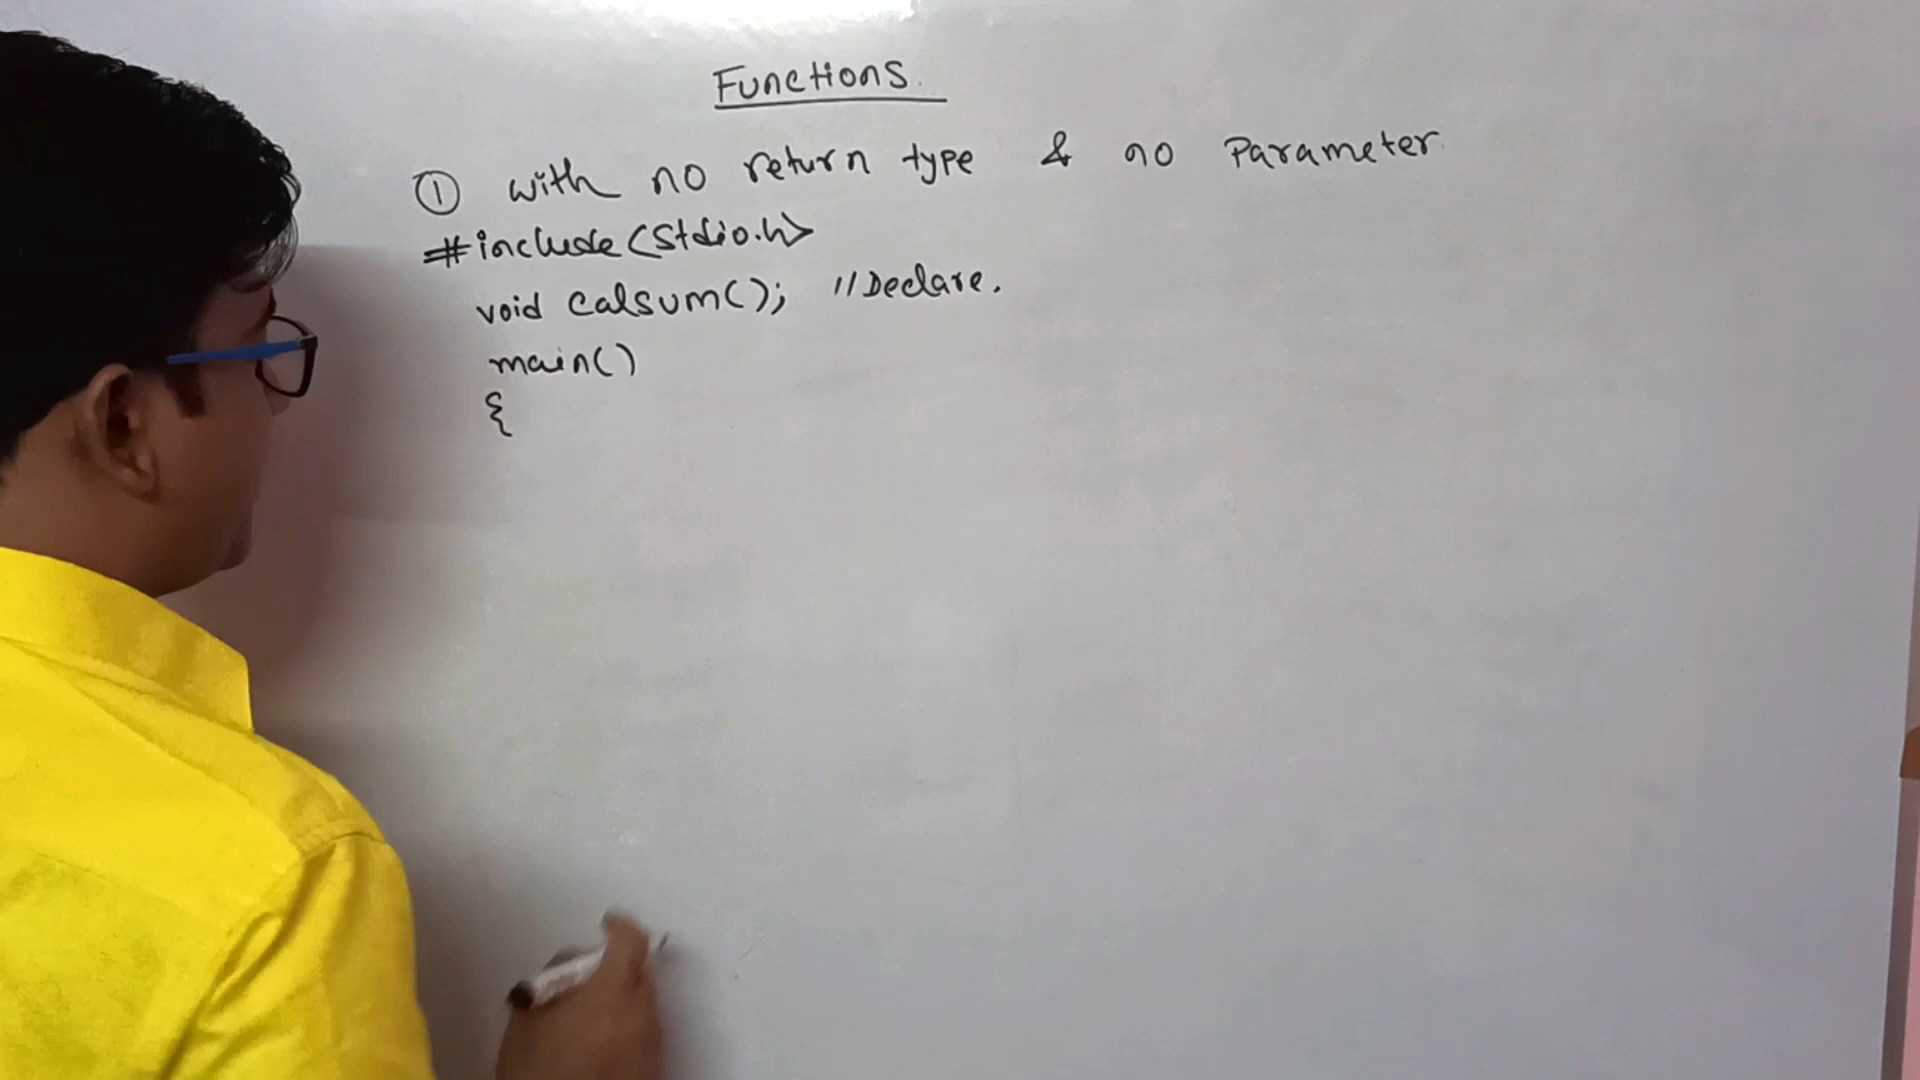 Functions.
① with no return type & no Parameter.
#include<stdio.h>
void calsum(); //Declare.
main()
{